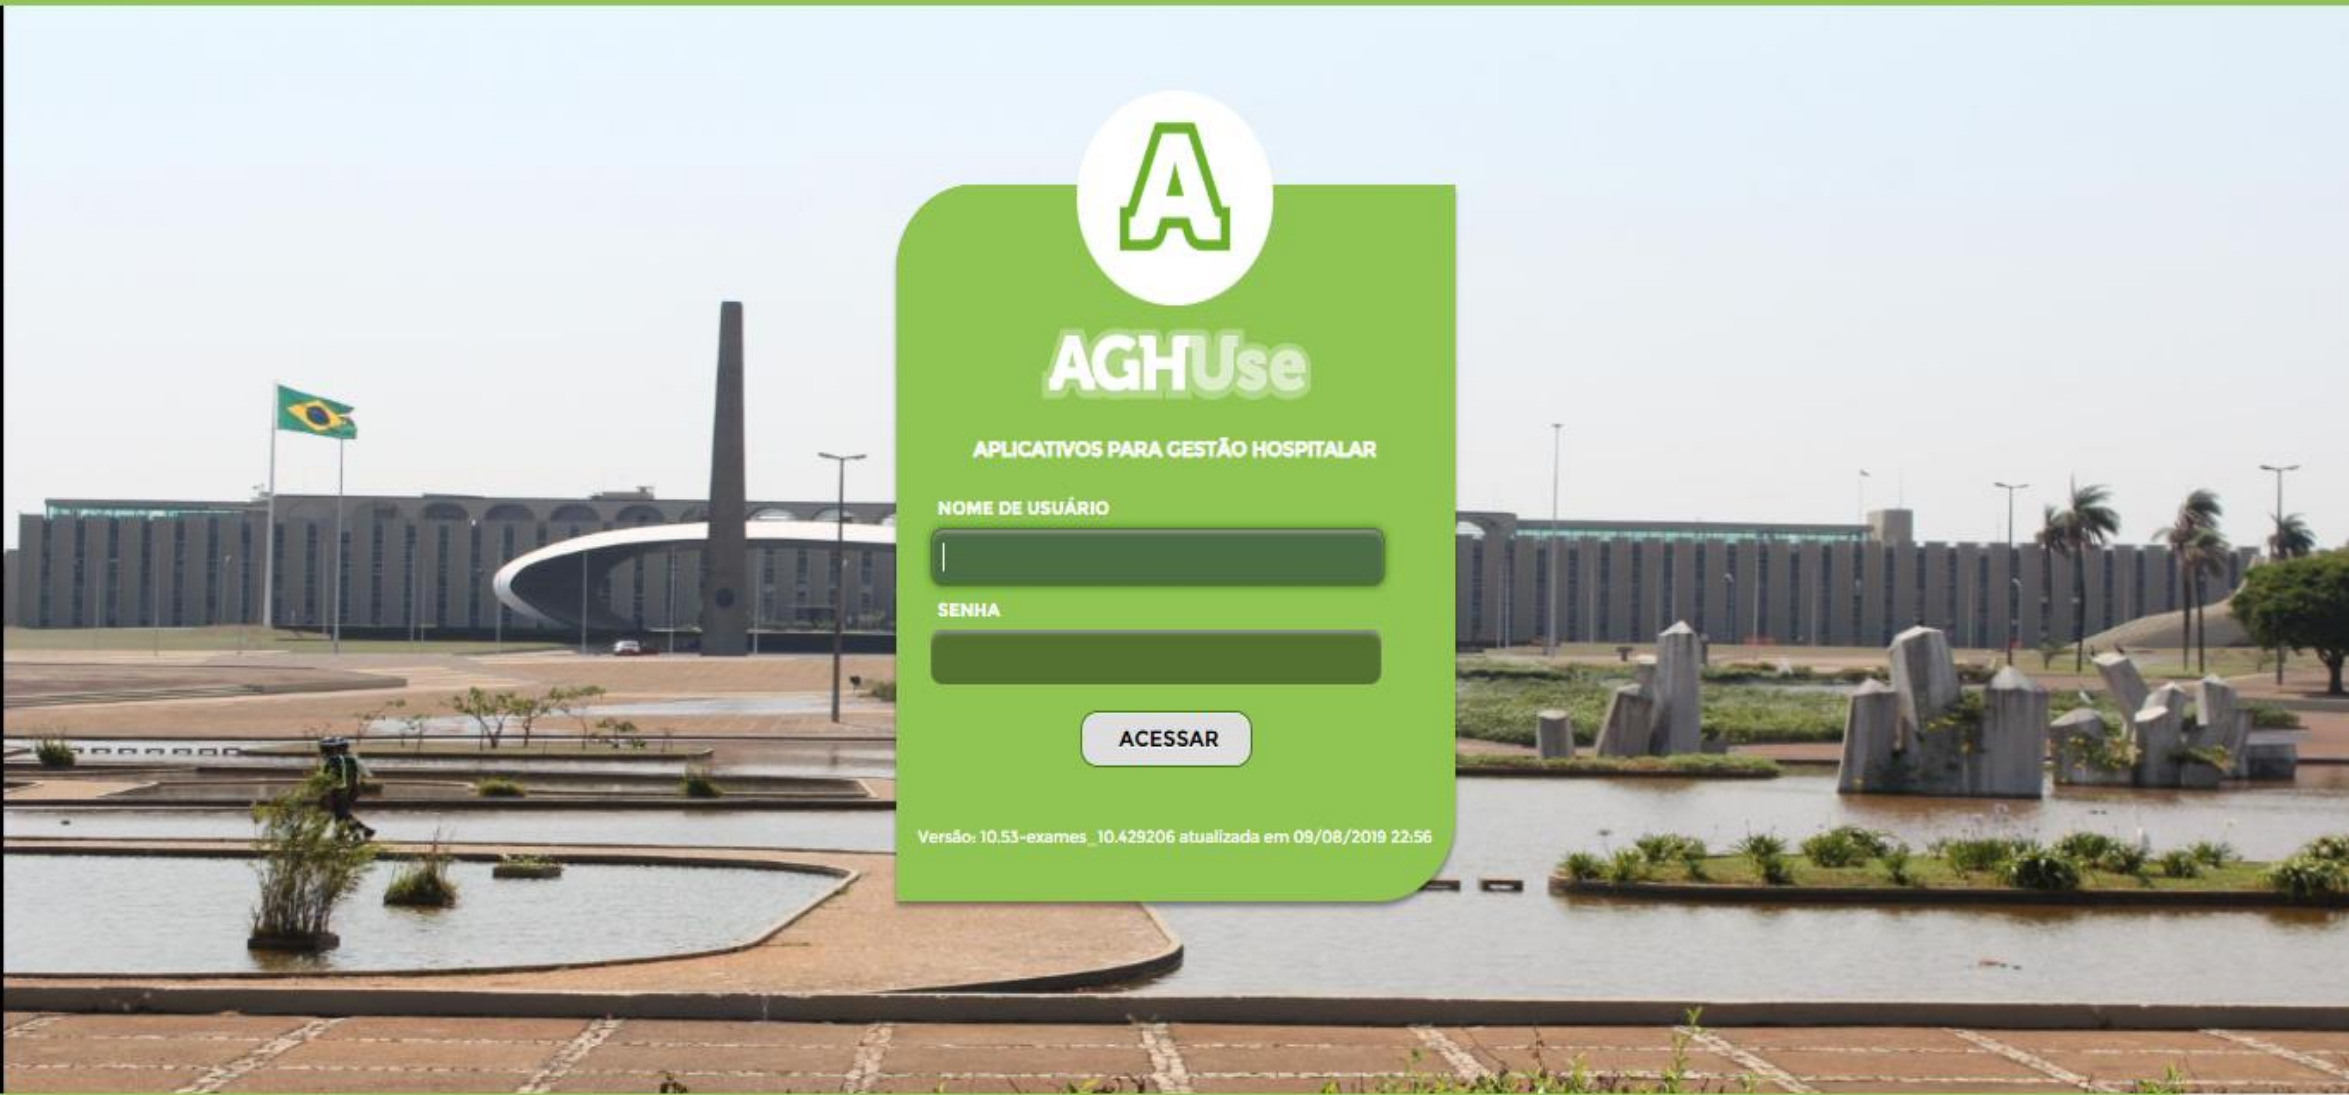 A
AGHUse
APLICATIVOS PARA GESTÃO HOSPITALAR
NOME DE USUÁRIO
SENHA
ACESSAR
Versão: 10.53-exames_10.429206 atualizada em 09/08/2019 22:56